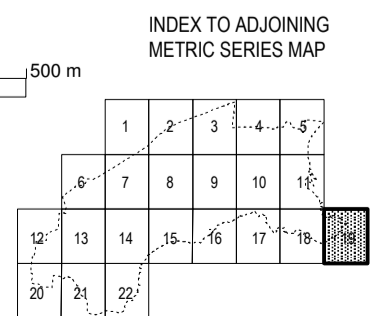 INDEX TO ADJOINING
METRIC SERIES MAP
500 m
1 2 3 4 5
6 7 8 9 10 11
12 13 14 15 16 17 18 19
20 21 22